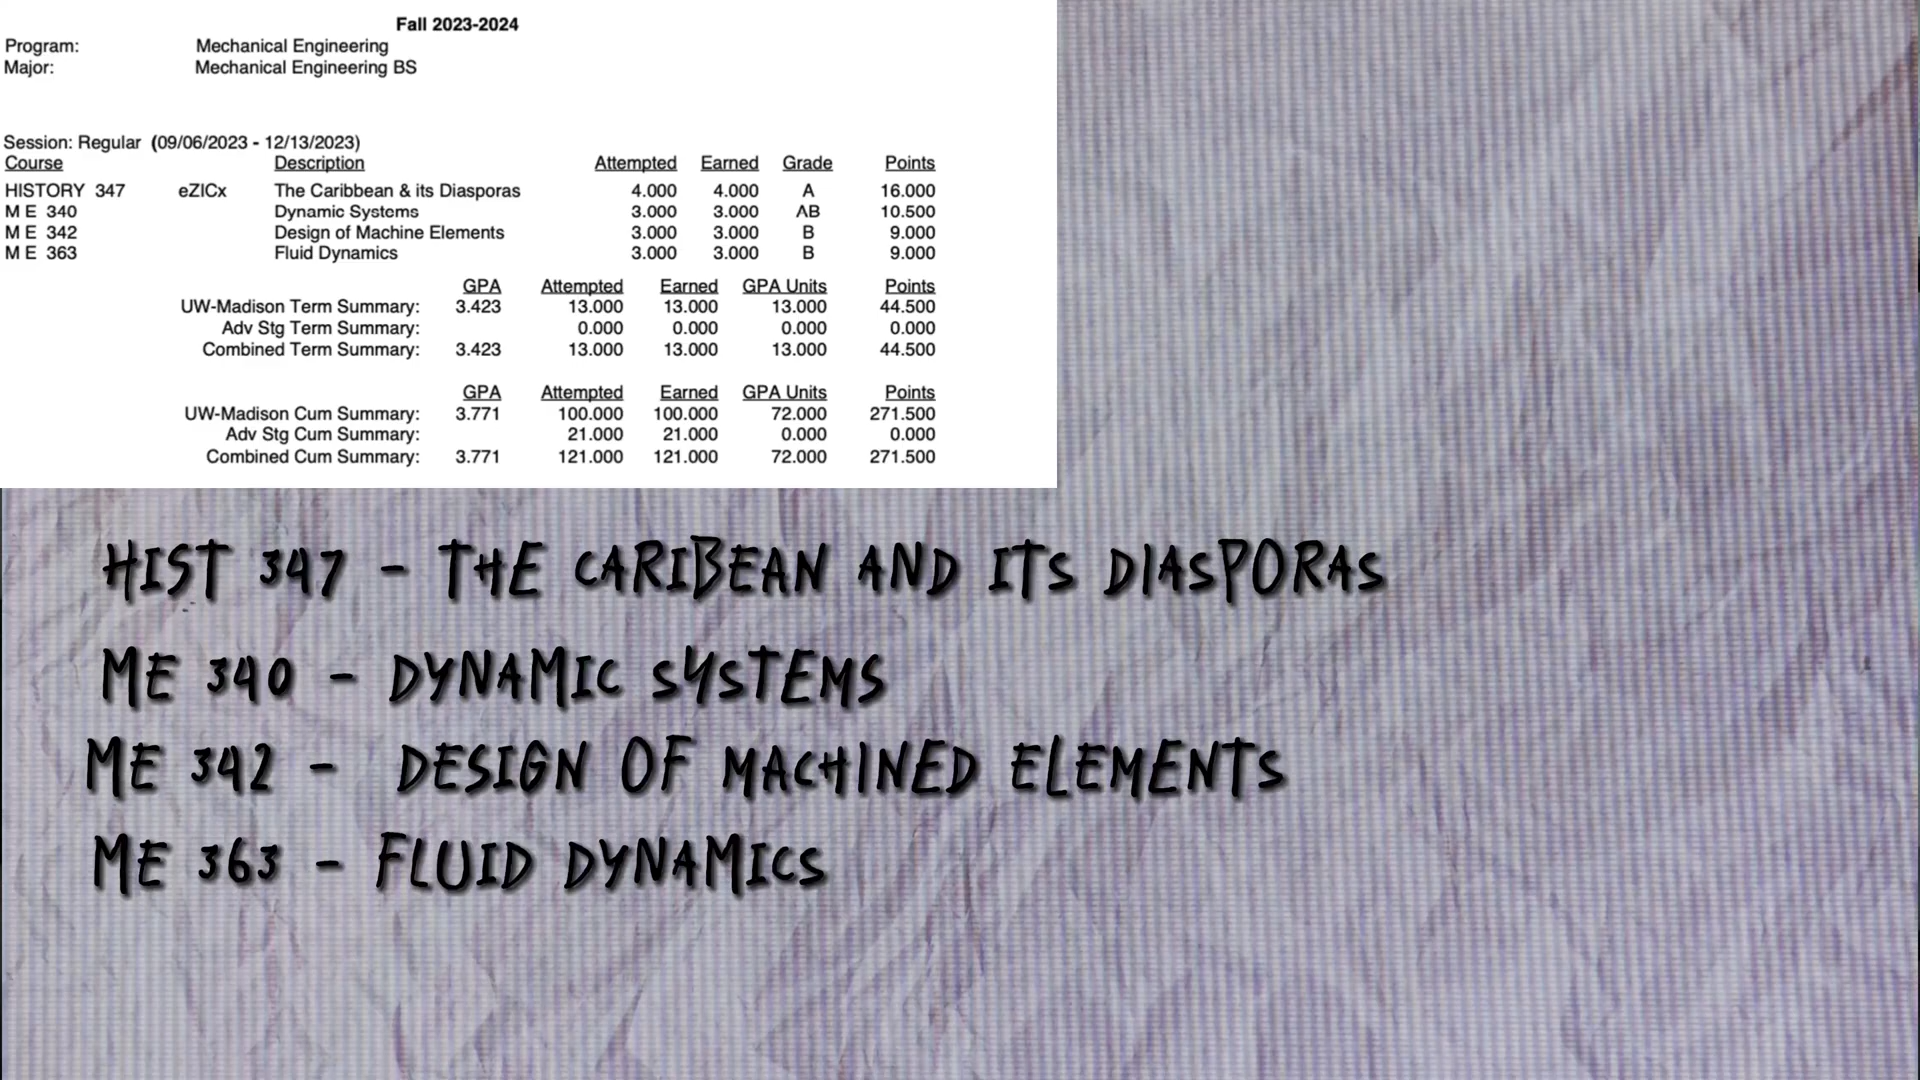 Fall 2023-2024
Program: Mechanical Engineering
Major: Mechanical Engineering BS
Session: Regular (09/06/2023 - 12/13/2023)
Course Description Attempted Earned Grade Points
HISTORY 347 eZICx The Caribbean & its Diasporas 4.000 4.000 A 16.000
M E 340 Dynamic Systems 3.000 3.000 AB 10.500
M E 342 Design of Machine Elements 3.000 3.000 B 9.000
M E 363 Fluid Dynamics 3.000 3.000 B 9.000
GPA Attempted Earned GPA Units Points
UW-Madison Term Summary: 3.423 13.000 13.000 13.000 44.500
Adv Stg Term Summary: 0.000 0.000 0.000 0.000
Combined Term Summary: 3.423 13.000 13.000 13.000 44.500
GPA Attempted Earned GPA Units Points
UW-Madison Cum Summary: 3.771 100.000 100.000 72.000 271.500
Adv Stg Cum Summary: 21.000 21.000 0.000 0.000
Combined Cum Summary: 3.771 121.000 121.000 72.000 271.500
HIST 347 - THE CARIBEAN AND ITS DIASPORAS
ME 340 - DYNAMIC SYSTEMS
ME 342 - DESIGN OF MACHINED ELEMENTS
ME 363 - FLUID DYNAMICS